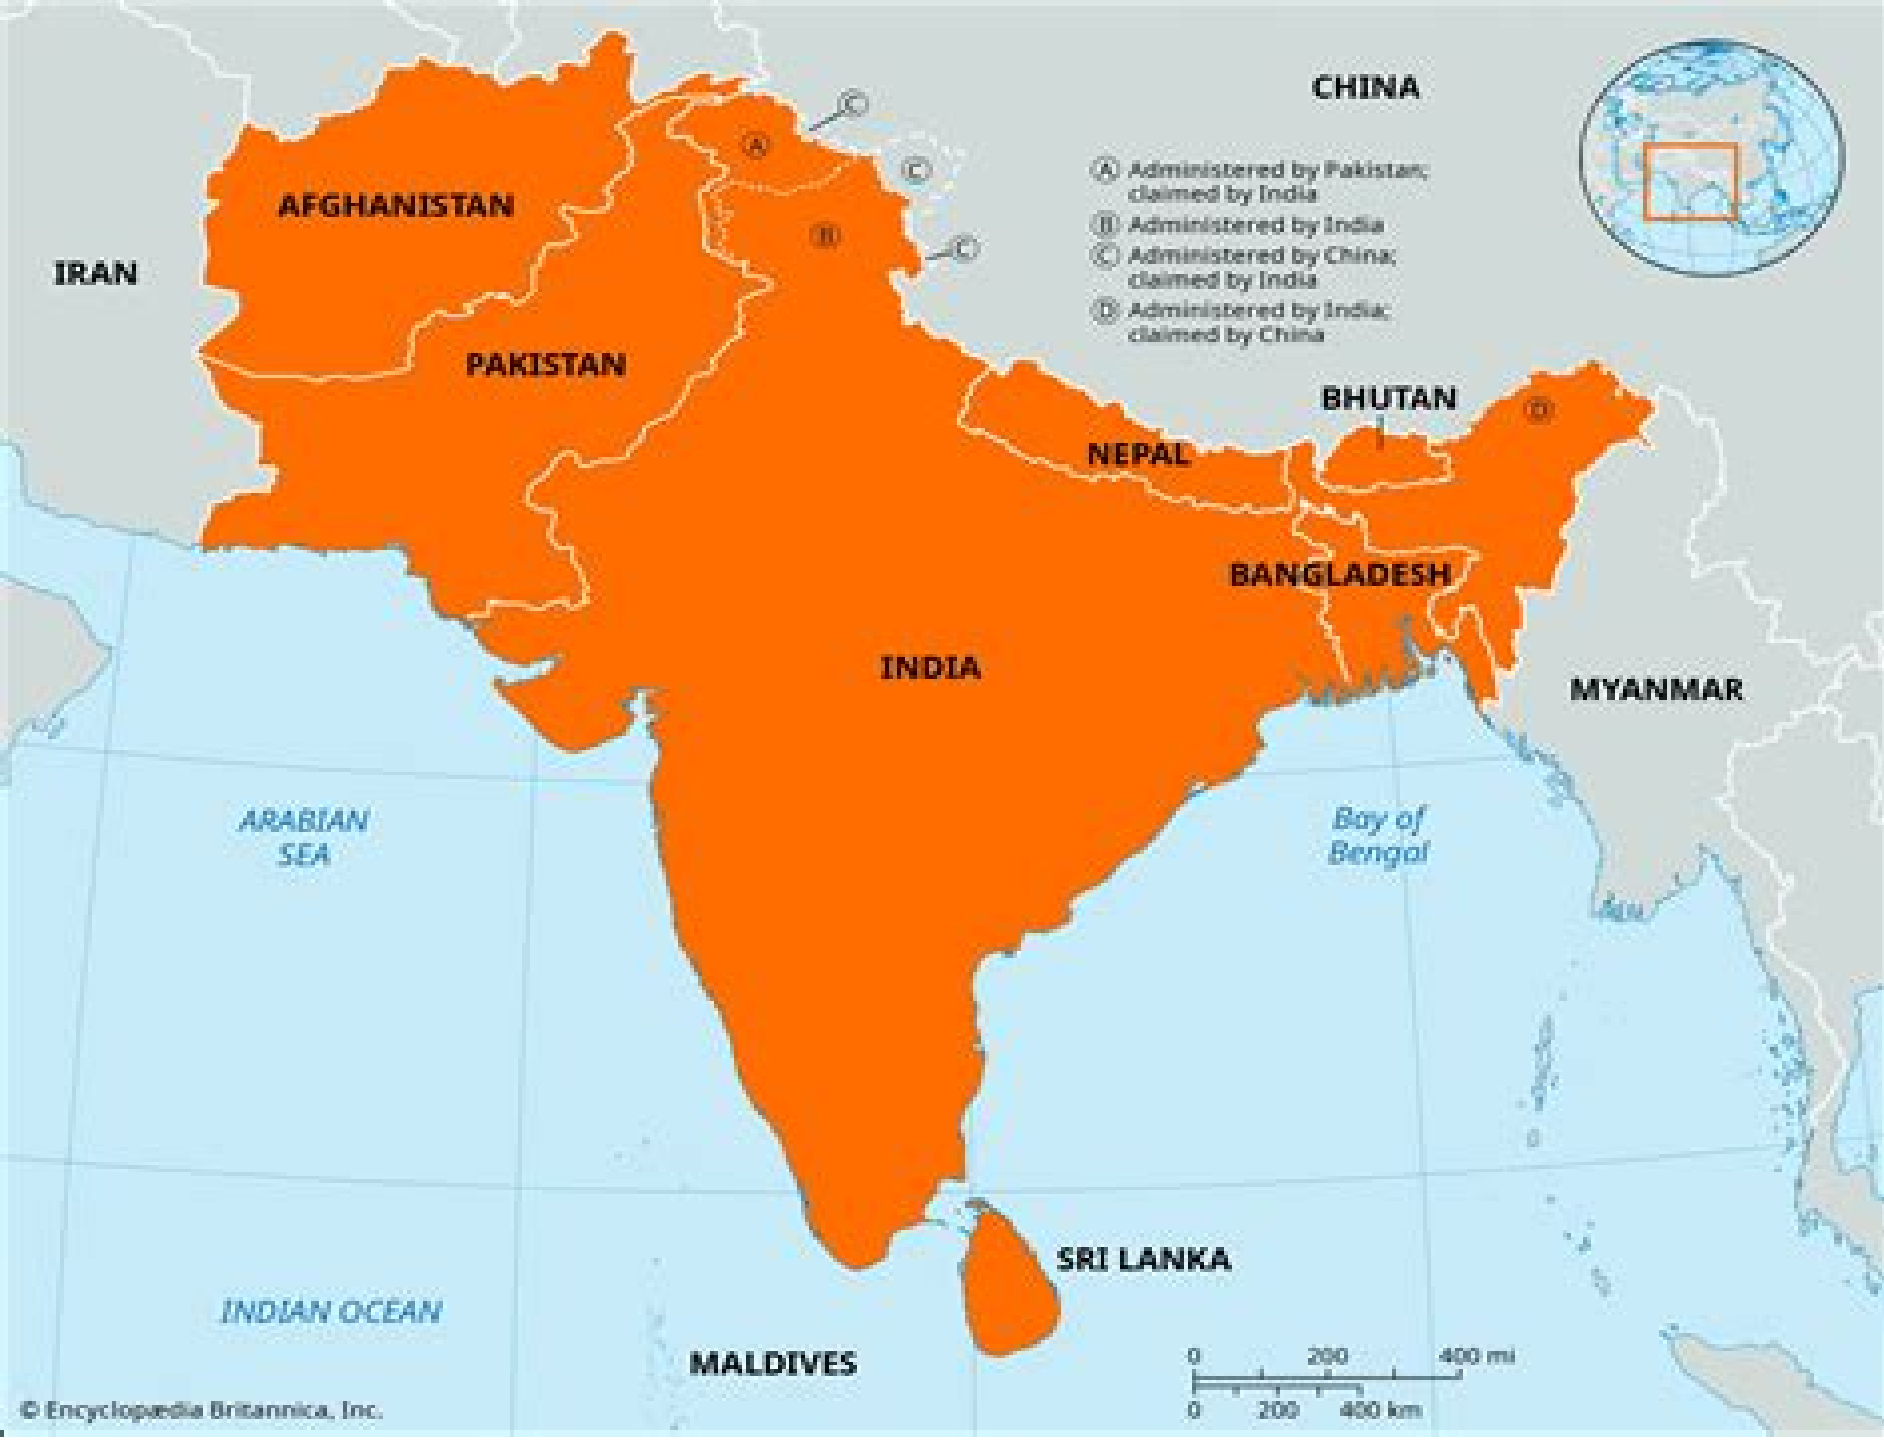 CHINA
Ⓒ
Ⓐ
Ⓒ
Ⓐ Administered by Pakistan;
claimed by India
AFGHANISTAN
Ⓑ
Ⓑ Administered by India
Ⓒ
Ⓒ Administered by China;
claimed by India
IRAN
Ⓓ Administered by India;
claimed by China
PAKISTAN
BHUTAN
Ⓓ
NEPAL
BANGLADESH
INDIA
MYANMAR
ARABIAN
SEA
Bay of
Bengal
SRI LANKA
INDIAN OCEAN
MALDIVES
0 200 400 mi
0 200 400 km
© Encyclopædia Britannica, Inc.